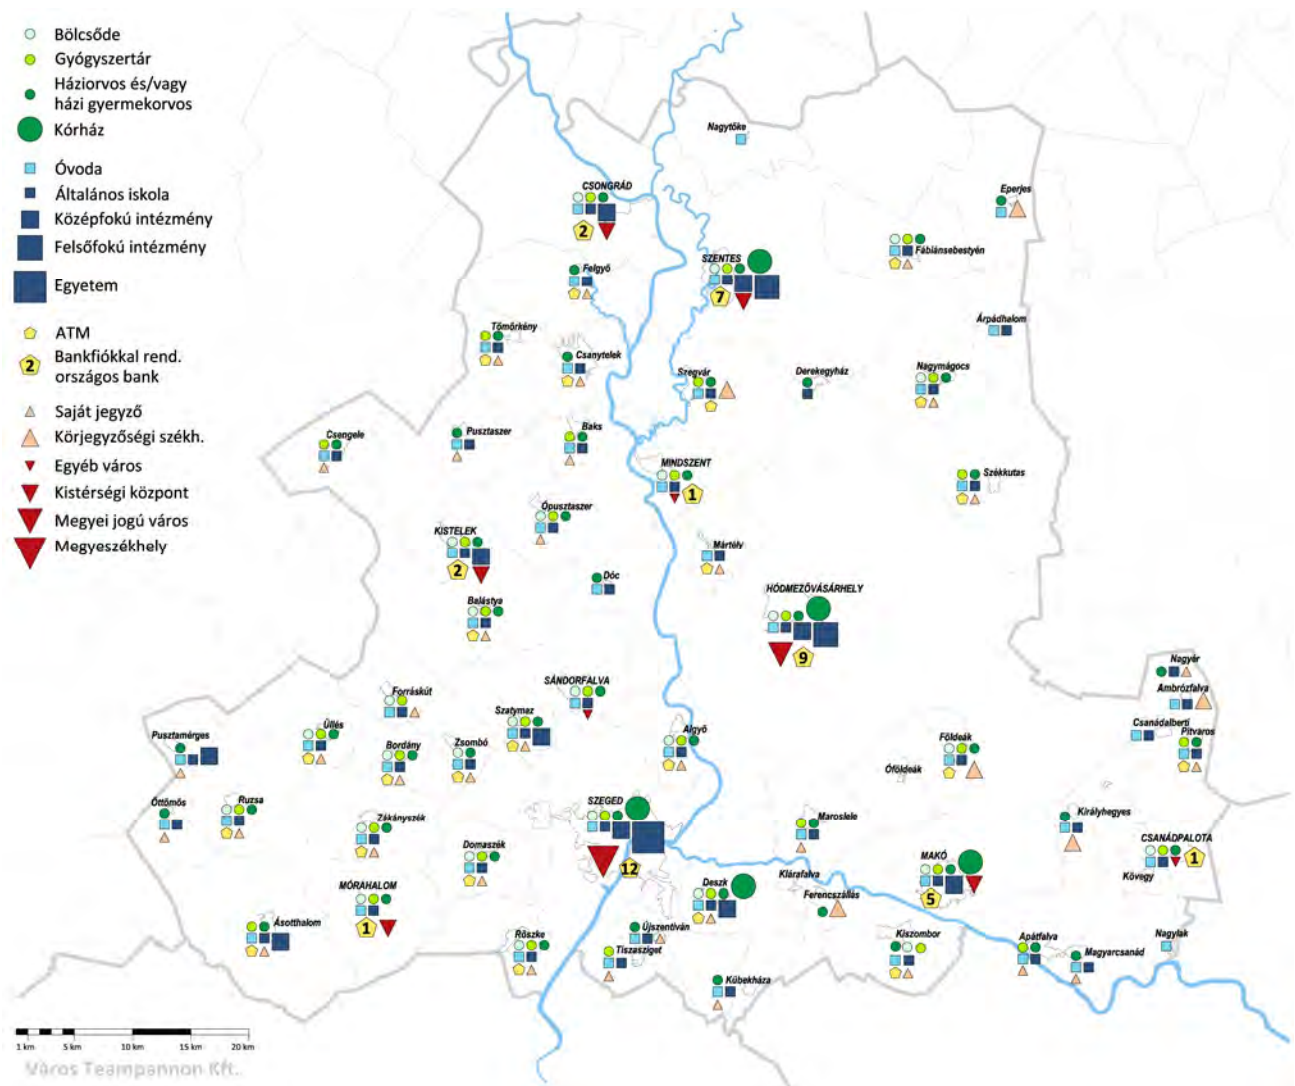 Bölcsőde
Gyógyszertár
Háziorvos és/vagy
házi gyermekorvos
Kórház
Óvoda
Általános iskola
Középfokú intézmény
Felsőfokú intézmény
Egyetem
ATM
2
Bankfiókkal rend.
országos bank
Saját jegyző
Körjegyzőségi székh.
Egyéb város
Kistérségi központ
Megyei jogú város
Megyeszékhely
Nagytőke
CSONGRÁD
2
Eperjes
Fábiánsebestyén
SZENTES
7
Felgyő
Árpádhalom
Tömörkény
Csanytelek
Szegvár
Derekegyház
Nagymágocs
Csengele
Pusztaszer
Baks
MINDSZENT
1
Székkutas
Ópusztaszer
KISTELEK
2
Mártély
Dóc
HÓDMEZŐVÁSÁRHELY
9
Balástya
Nagyér
Ambrózfalva
SÁNDORFALVA
Forráskút
Szatymaz
Csanádalberti
Pitvaros
Pusztamérges
Üllés
Bordány
Zsombó
Algyő
Földeák
Óföldeák
Öttömös
Ruzsa
Zákányszék
SZEGED
12
Maroslele
Királyhegyes
Domaszék
CSANÁDPALOTA
1
Kövegy
MAKÓ
5
Klárafalva
Ferencszállás
Deszk
MÓRAHALOM
1
Ásotthalom
Röszke
Újszentiván
Tiszasziget
Kiszombor
Apátfalva
Magyarcsanád
Nagylak
Kübekháza
1 km 5 km 10 km 15 km 20 km
Város Teampannon Kft.